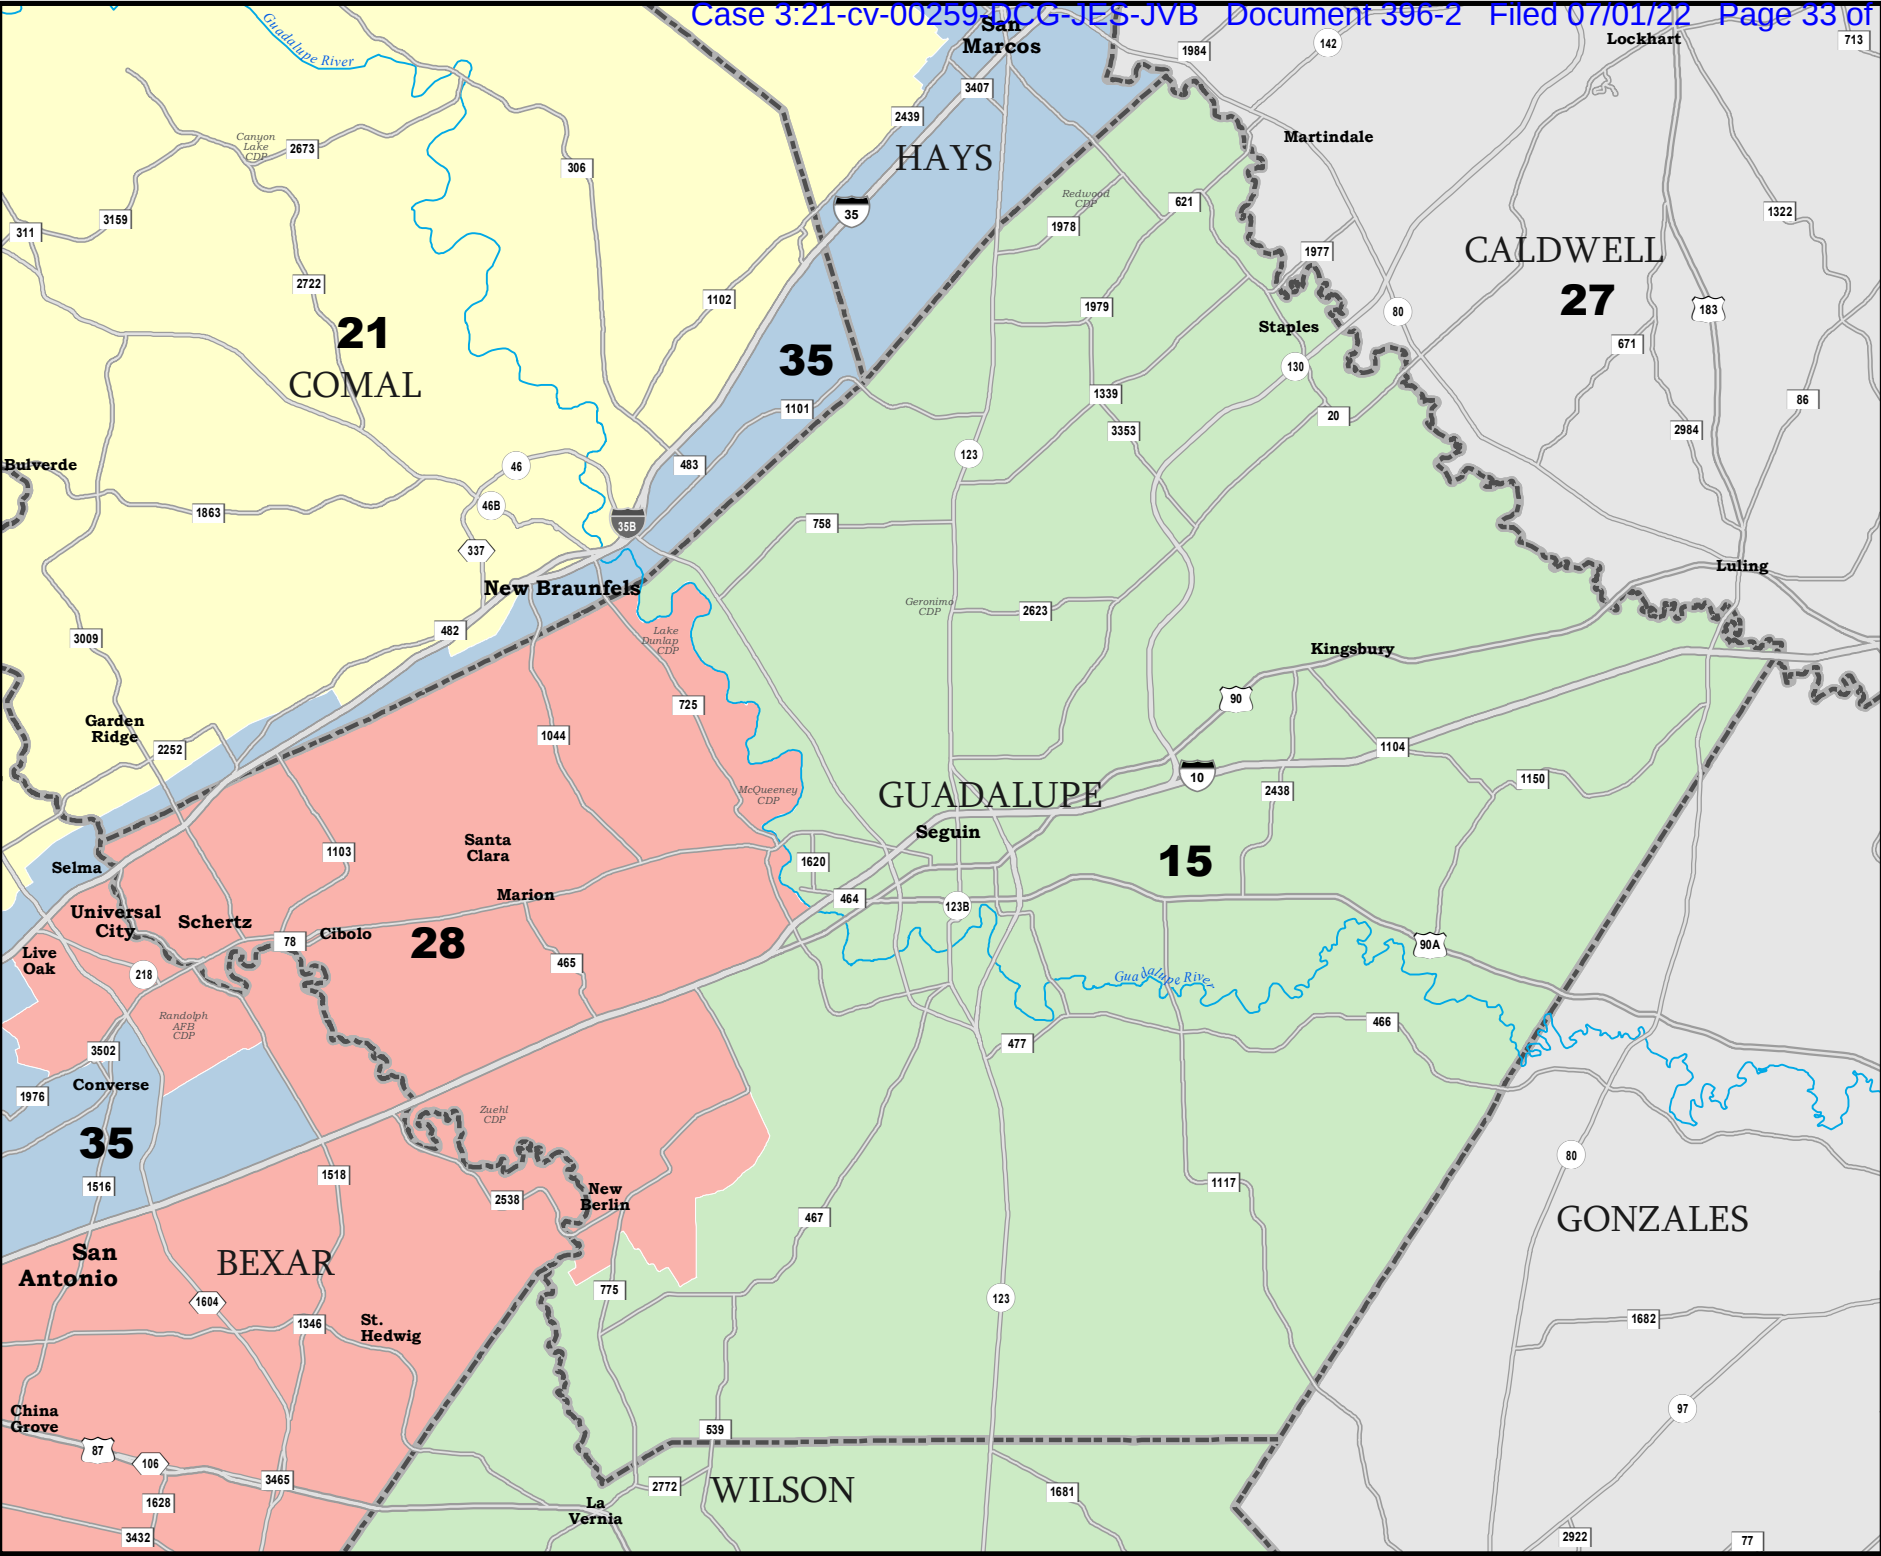 Case 3:21-cv-00259-DCG-JES-JVB Document 396-2 Filed 07/01/22 Page 33 of
San
Marcos
1984
142
Lockhart
713
Guadalupe River
3407
2439
HAYS
Martindale
Canyon
Lake
CDP
2673
306
3159
311
35
Redwood
CDP
621
1978
1322
1977
CALDWELL
27
2722
1102
1979
80
183
21
COMAL
35
Staples
671
130
1101
1339
20
86
3353
2984
Bulverde
46
483
123
46B
1863
35B
758
337
Luling
New Braunfels
Geronimo
CDP
2623
482
3009
Lake
Dunlap
CDP
Kingsbury
90
725
Garden
Ridge
2252
1044
1104
10
1150
2438
McQueeney
CDP
GUADALUPE
Seguin
Santa
Clara
1103
1620
15
Selma
Marion
464
123B
Universal
City
Schertz
78
Cibolo
28
90A
Live
Oak
218
465
Guadalupe River
Randolph
AFB
CDP
466
477
3502
Converse
1976
Zuehl
CDP
35
80
1518
1117
1516
2538
New
Berlin
467
GONZALES
San
Antonio
BEXAR
775
1604
123
1346
St.
Hedwig
1682
China
Grove
97
539
87
106
3465
2772
WILSON
1681
1628
La
Vernia
3432
2922
77